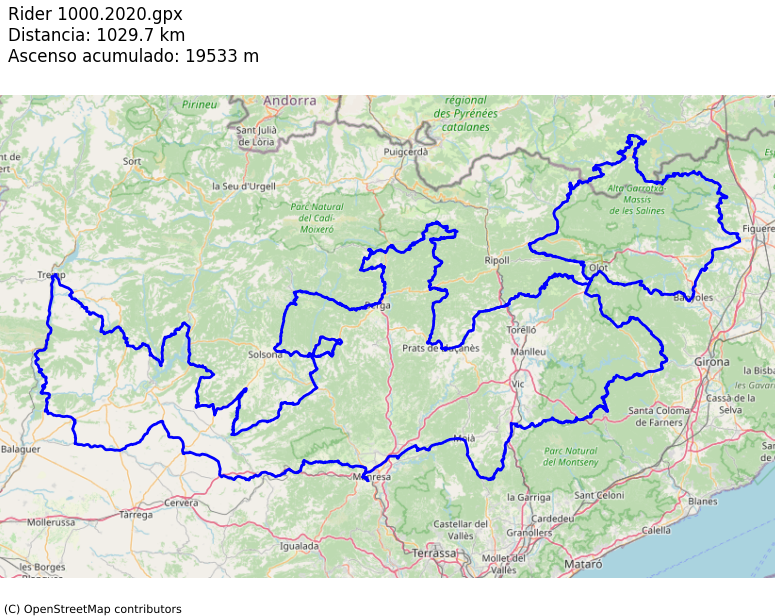 Rider 1000.2020.gpx
Distancia: 1029.7 km
Ascenso acumulado: 19533 m
Pirineu
Andorra
régional
des Pyrénées
catalanes
Sant Julià
de Lòria
Puigcerdà
nt de
Sort
la Seu d'Urgell
Parc Natural
del Cadí-
Moixeró
Alta Garrotxa
Massis
de les Salines
Figuere
Ripoll
Olot
Tremp
Berga
Banyoles
Torelló
Solsona
Prats de Lluçanès
Manlleu
Girona
la Bisba
les Gavar
Vic
Cassà de la
Selva
Santa Coloma
de Farners
Balaguer
Moià
Parc Natural
del Montseny
Manresa
Cervera
la Garriga
Sant Celoni
Blanes
Mollerussa
Tàrrega
Cardedeu
Castellar del
Vallès
Granollers
Calella
Igualada
Terrassa
Mollet del
Vallès
Mataró
les Borges
(C) OpenStreetMap contributors